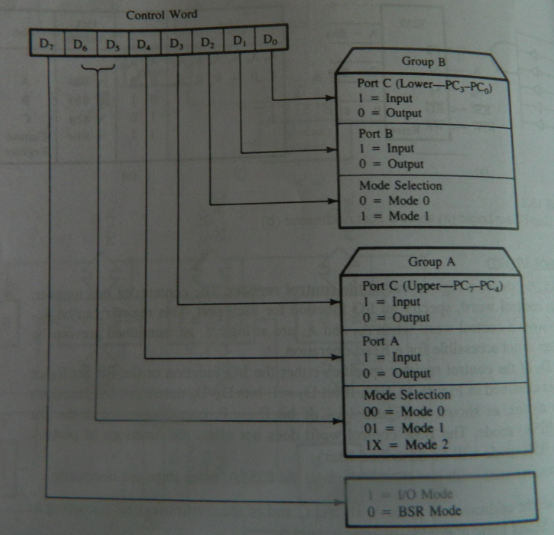 Control Word
D₇ D₆ D₅ D₄ D₃ D₂ D₁ D₀
Group B
Port C (Lower—PC₃–PC₀)
1 = Input
0 = Output
Port B
1 = Input
0 = Output
Mode Selection
0 = Mode 0
1 = Mode 1
Group A
Port C (Upper—PC₇–PC₄)
1 = Input
0 = Output
Port A
1 = Input
0 = Output
Mode Selection
00 = Mode 0
01 = Mode 1
1X = Mode 2
1 = I/O Mode
0 = BSR Mode